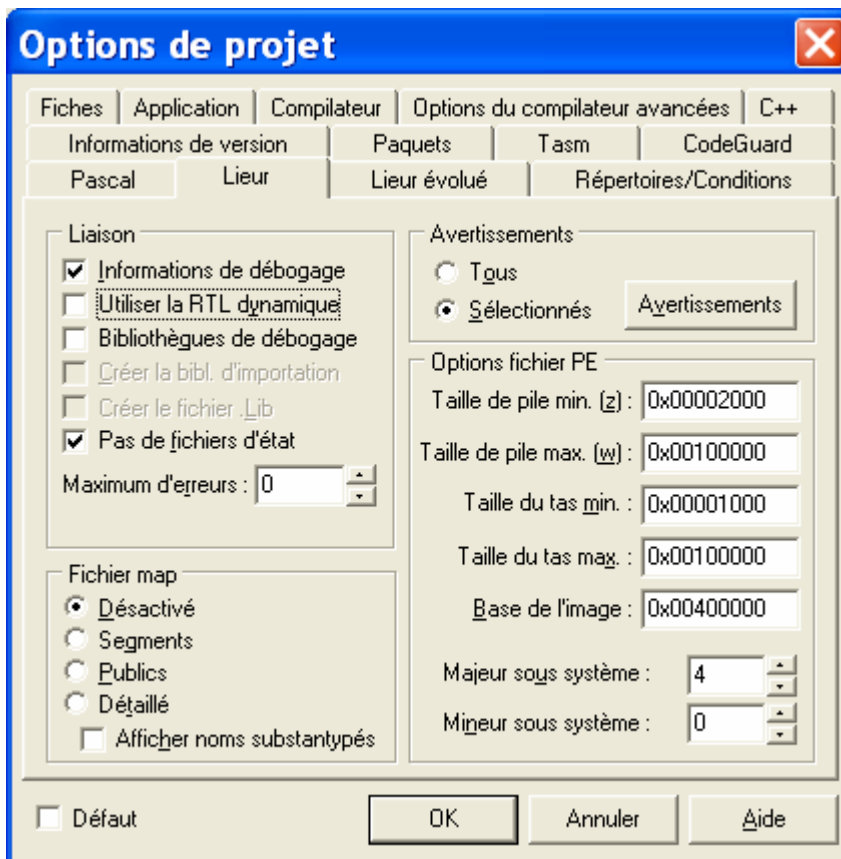 Options de projet
Fiches Application Compilateur Options du compilateur avancées C++
Informations de version Paquets Tasm CodeGuard
Pascal Lieur Lieur évolué Répertoires/Conditions
Liaison
Informations de débogage
Utiliser la RTL dynamique
Bibliothègues de débogage
Créer la bibl. d'importation
Créer le fichier .Lib
Pas de fichiers d'état
Maximum d'erreurs : 0
Fichier map
Désactivé
Segments
Publics
Détaillé
Afficher noms substantypés
Avertissements
Tous
Sélectionnés
Avertissements
Options fichier PE
Taille de pile min. (z) : 0x00002000
Taille de pile max. (w) : 0x00100000
Taille du tas min. : 0x00001000
Taille du tas max. : 0x00100000
Base de l'image : 0x00400000
Majeur sous système : 4
Mineur sous système : 0
Défaut OK Annuler Aide